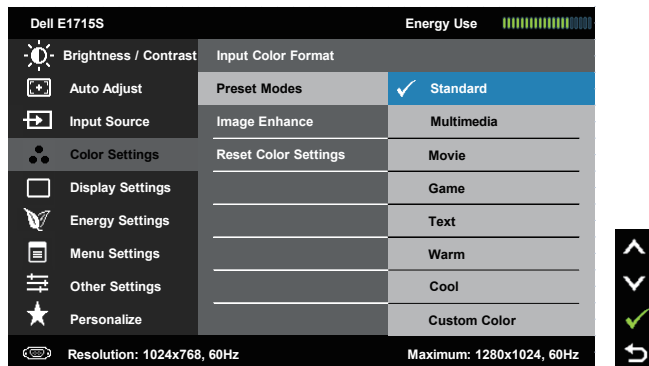 Dell E1715S Energy Use
Brightness / Contrast Input Color Format
Auto Adjust Preset Modes Standard
Input Source Image Enhance Multimedia
Color Settings Reset Color Settings Movie
Display Settings Game
Energy Settings Text
Menu Settings Warm
Other Settings Cool
Personalize Custom Color
Resolution: 1024x768, 60Hz Maximum: 1280x1024, 60Hz